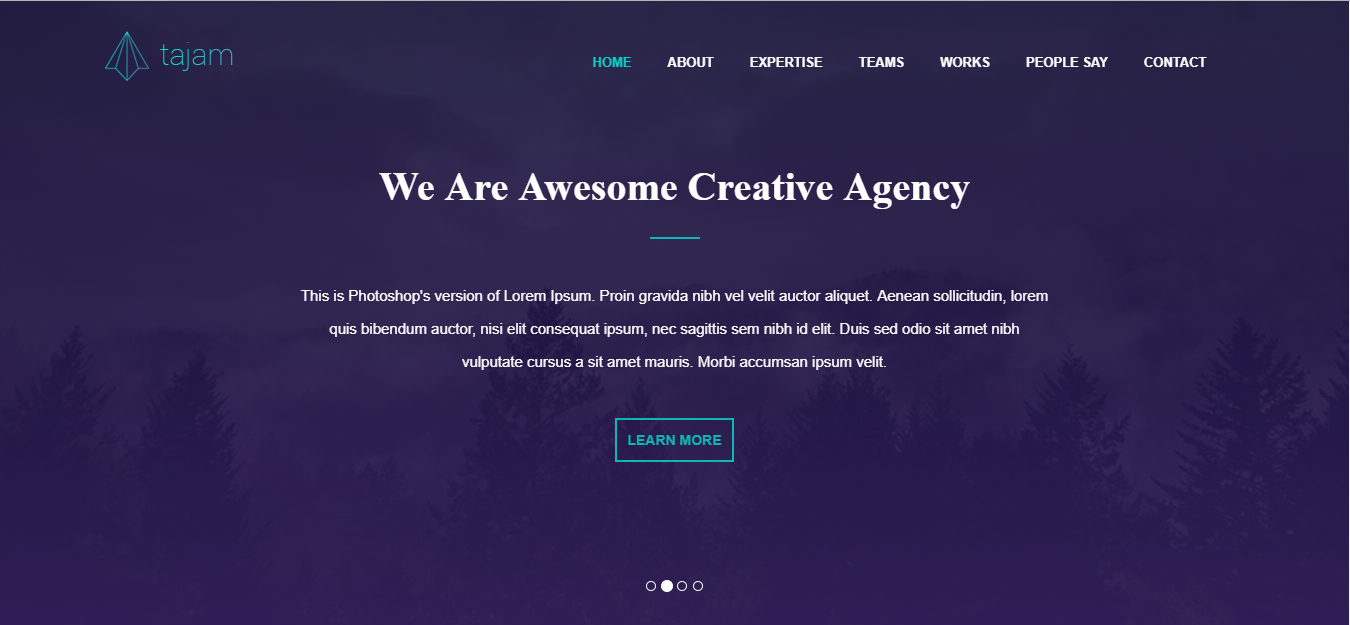 tajam
HOME ABOUT EXPERTISE TEAMS WORKS PEOPLE SAY CONTACT
We Are Awesome Creative Agency
This is Photoshop's version of Lorem Ipsum. Proin gravida nibh vel velit auctor aliquet. Aenean sollicitudin, lorem
quis bibendum auctor, nisi elit consequat ipsum, nec sagittis sem nibh id elit. Duis sed odio sit amet nibh
vulputate cursus a sit amet mauris. Morbi accumsan ipsum velit.
LEARN MORE